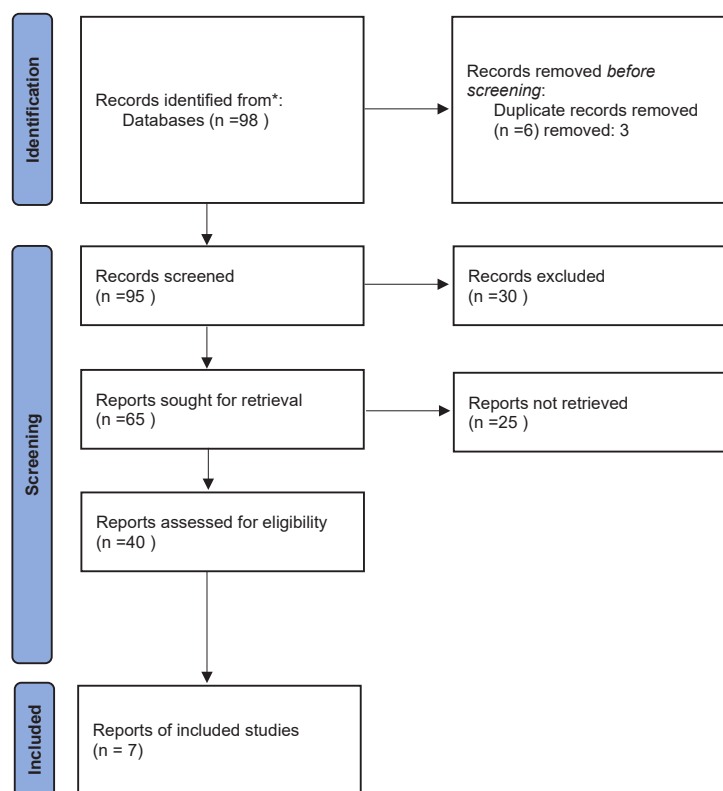 Identification
Records identified from*:
Databases (n =98 )
Records removed before
screening:
Duplicate records removed
(n =6) removed: 3
Screening
Records screened
(n =95 )
Records excluded
(n =30 )
Reports sought for retrieval
(n =65 )
Reports not retrieved
(n =25 )
Reports assessed for eligibility
(n =40 )
Included
Reports of included studies
(n = 7)